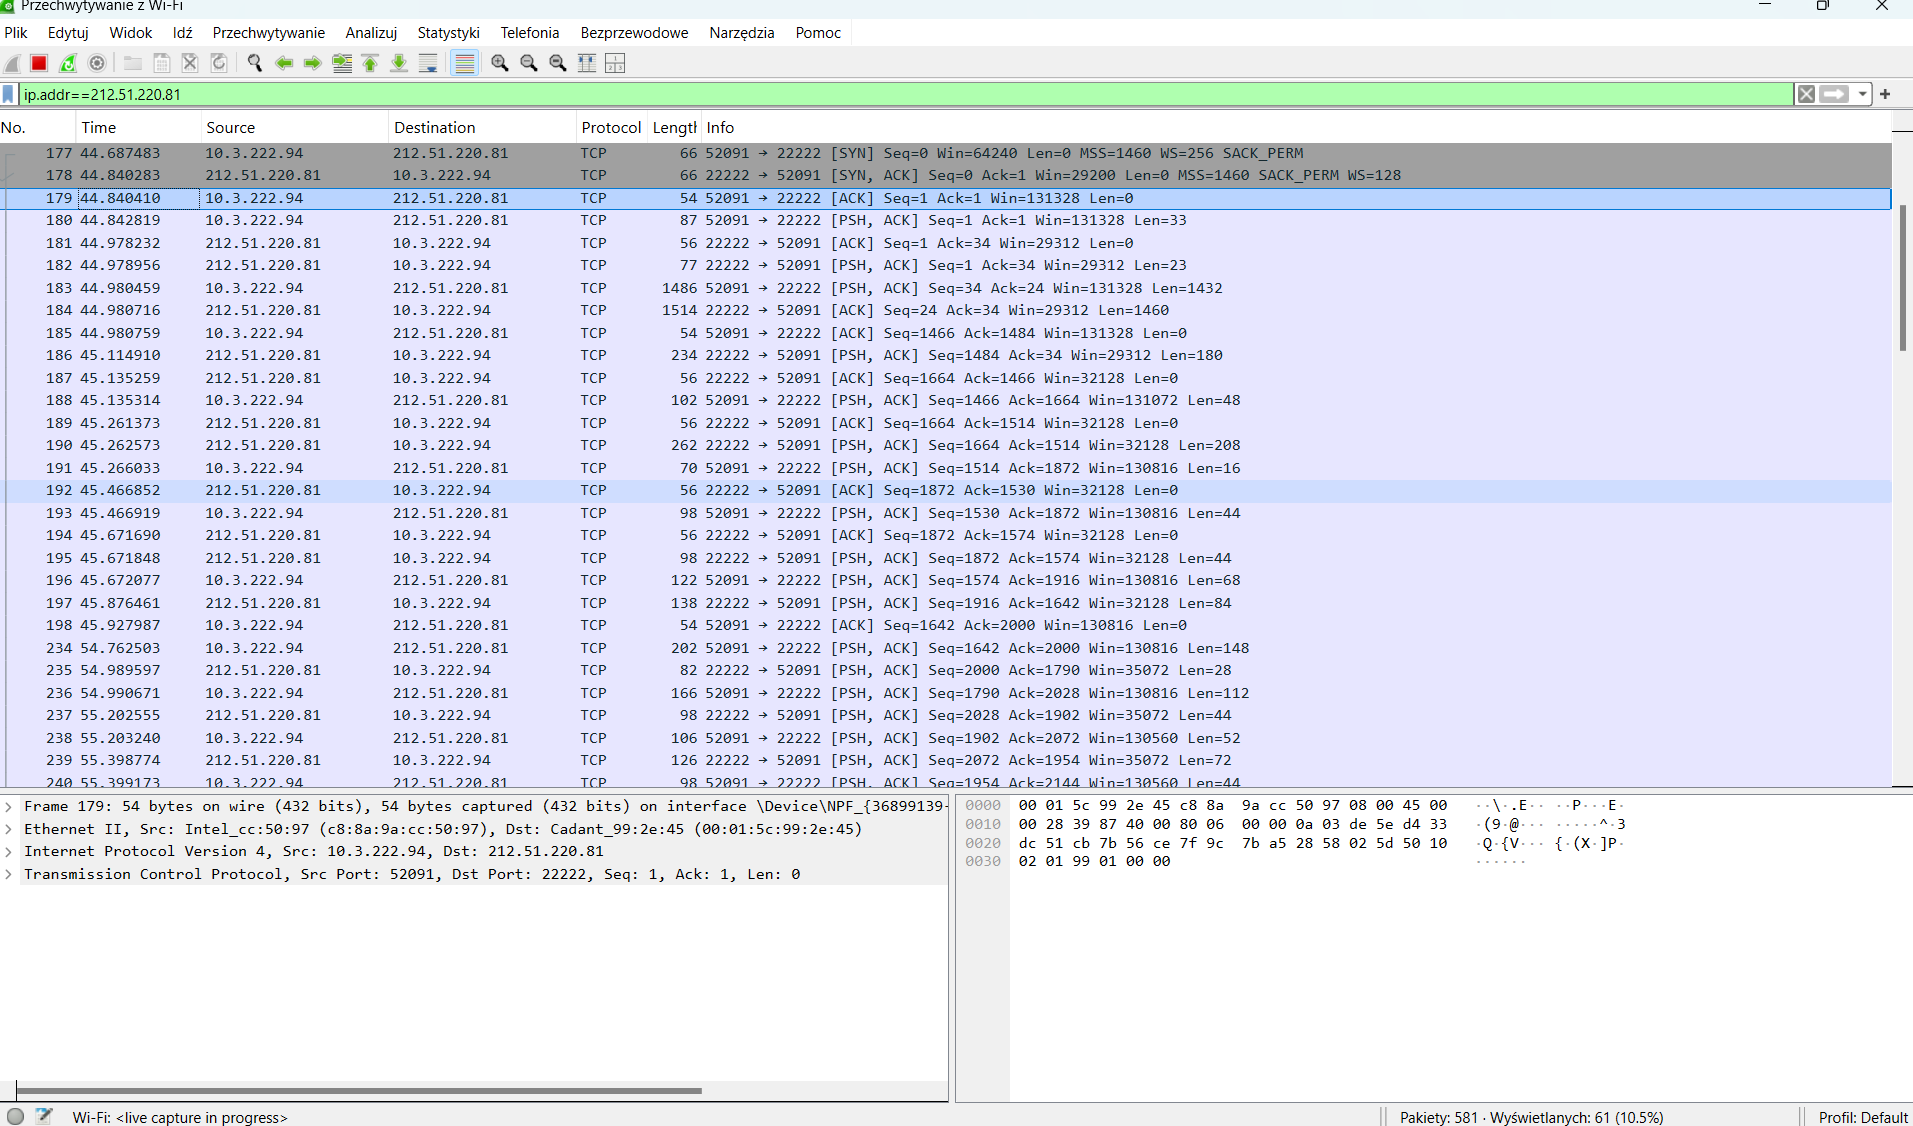 Przechwytywanie z Wi-Fi
Plik Edytuj Widok Idź Przechwytywanie Analizuj Statystyki Telefonia Bezprzewodowe Narzędzia Pomoc
ip.addr==212.51.220.81
No. Time Source Destination Protocol Length Info
177 44.687483 10.3.222.94 212.51.220.81 TCP 66 52091 → 22222 [SYN] Seq=0 Win=64240 Len=0 MSS=1460 WS=256 SACK_PERM
178 44.840283 212.51.220.81 10.3.222.94 TCP 66 22222 → 52091 [SYN, ACK] Seq=0 Ack=1 Win=29200 Len=0 MSS=1460 SACK_PERM WS=128
179 44.840410 10.3.222.94 212.51.220.81 TCP 54 52091 → 22222 [ACK] Seq=1 Ack=1 Win=131328 Len=0
180 44.842819 10.3.222.94 212.51.220.81 TCP 87 52091 → 22222 [PSH, ACK] Seq=1 Ack=1 Win=131328 Len=33
181 44.978232 212.51.220.81 10.3.222.94 TCP 56 22222 → 52091 [ACK] Seq=1 Ack=34 Win=29312 Len=0
182 44.978956 212.51.220.81 10.3.222.94 TCP 77 22222 → 52091 [PSH, ACK] Seq=1 Ack=34 Win=29312 Len=23
183 44.980459 10.3.222.94 212.51.220.81 TCP 1486 52091 → 22222 [PSH, ACK] Seq=34 Ack=24 Win=131328 Len=1432
184 44.980716 212.51.220.81 10.3.222.94 TCP 1514 22222 → 52091 [ACK] Seq=24 Ack=34 Win=29312 Len=1460
185 44.980759 10.3.222.94 212.51.220.81 TCP 54 52091 → 22222 [ACK] Seq=1466 Ack=1484 Win=131328 Len=0
186 45.114910 212.51.220.81 10.3.222.94 TCP 234 22222 → 52091 [PSH, ACK] Seq=1484 Ack=34 Win=29312 Len=180
187 45.135259 212.51.220.81 10.3.222.94 TCP 56 22222 → 52091 [ACK] Seq=1664 Ack=1466 Win=32128 Len=0
188 45.135314 10.3.222.94 212.51.220.81 TCP 102 52091 → 22222 [PSH, ACK] Seq=1466 Ack=1664 Win=131072 Len=48
189 45.261373 212.51.220.81 10.3.222.94 TCP 56 22222 → 52091 [ACK] Seq=1664 Ack=1514 Win=32128 Len=0
190 45.262573 212.51.220.81 10.3.222.94 TCP 262 22222 → 52091 [PSH, ACK] Seq=1664 Ack=1514 Win=32128 Len=208
191 45.266033 10.3.222.94 212.51.220.81 TCP 70 52091 → 22222 [PSH, ACK] Seq=1514 Ack=1872 Win=130816 Len=16
192 45.466852 212.51.220.81 10.3.222.94 TCP 56 22222 → 52091 [ACK] Seq=1872 Ack=1530 Win=32128 Len=0
193 45.466919 10.3.222.94 212.51.220.81 TCP 98 52091 → 22222 [PSH, ACK] Seq=1530 Ack=1872 Win=130816 Len=44
194 45.671690 212.51.220.81 10.3.222.94 TCP 56 22222 → 52091 [ACK] Seq=1872 Ack=1574 Win=32128 Len=0
195 45.671848 212.51.220.81 10.3.222.94 TCP 98 22222 → 52091 [PSH, ACK] Seq=1872 Ack=1574 Win=32128 Len=44
196 45.672077 10.3.222.94 212.51.220.81 TCP 122 52091 → 22222 [PSH, ACK] Seq=1574 Ack=1916 Win=130816 Len=68
197 45.876461 212.51.220.81 10.3.222.94 TCP 138 22222 → 52091 [PSH, ACK] Seq=1916 Ack=1642 Win=32128 Len=84
198 45.927987 10.3.222.94 212.51.220.81 TCP 54 52091 → 22222 [ACK] Seq=1642 Ack=2000 Win=130816 Len=0
234 54.762503 10.3.222.94 212.51.220.81 TCP 202 52091 → 22222 [PSH, ACK] Seq=1642 Ack=2000 Win=130816 Len=148
235 54.989597 212.51.220.81 10.3.222.94 TCP 82 22222 → 52091 [PSH, ACK] Seq=2000 Ack=1790 Win=35072 Len=28
236 54.990671 10.3.222.94 212.51.220.81 TCP 166 52091 → 22222 [PSH, ACK] Seq=1790 Ack=2028 Win=130816 Len=112
237 55.202555 212.51.220.81 10.3.222.94 TCP 98 22222 → 52091 [PSH, ACK] Seq=2028 Ack=1902 Win=35072 Len=44
238 55.203240 10.3.222.94 212.51.220.81 TCP 106 52091 → 22222 [PSH, ACK] Seq=1902 Ack=2072 Win=130560 Len=52
239 55.398774 212.51.220.81 10.3.222.94 TCP 126 22222 → 52091 [PSH, ACK] Seq=2072 Ack=1954 Win=35072 Len=72
240 55.399173 10.3.222.94 212.51.220.81 TCP 98 52091 → 22222 [PSH, ACK] Seq=1954 Ack=2144 Win=130560 Len=44
Frame 179: 54 bytes on wire (432 bits), 54 bytes captured (432 bits) on interface \Device\NPF_{36899139-
Ethernet II, Src: Intel_cc:50:97 (c8:8a:9a:cc:50:97), Dst: Cadant_99:2e:45 (00:01:5c:99:2e:45)
Internet Protocol Version 4, Src: 10.3.222.94, Dst: 212.51.220.81
Transmission Control Protocol, Src Port: 52091, Dst Port: 22222, Seq: 1, Ack: 1, Len: 0
0000 00 01 5c 99 2e 45 c8 8a 9a cc 50 97 08 00 45 00 ··\·.E·· ··P···E·
0010 00 28 39 87 40 00 80 06 00 00 0a 03 de 5e d4 33 ·(9·@··· ·····^·3
0020 dc 51 cb 7b 56 ce 7f 9c 7b a5 28 58 02 5d 50 10 ·Q·{V··· {·(X·]P·
0030 02 01 99 01 00 00 ······
Wi-Fi: <live capture in progress>
Pakiety: 581 · Wyświetlanych: 61 (10.5%)
Profil: Default